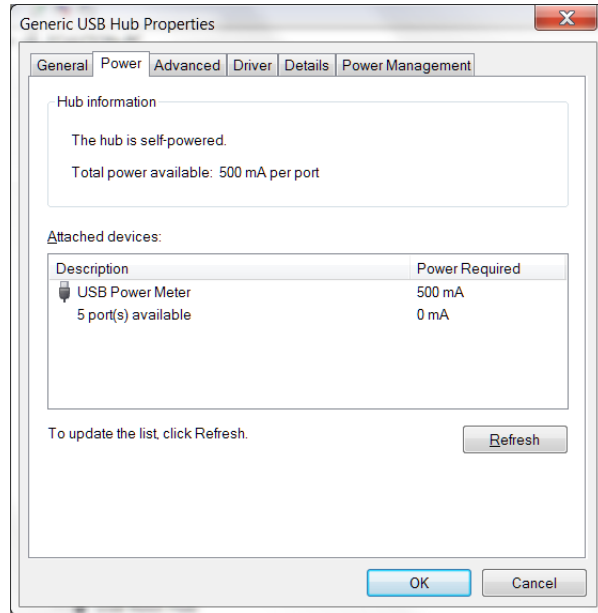 Generic USB Hub Properties
General Power Advanced Driver Details Power Management
Hub information
The hub is self-powered.
Total power available: 500 mA per port
Attached devices:
Description Power Required
USB Power Meter 500 mA
5 port(s) available 0 mA
To update the list, click Refresh.
Refresh
OK Cancel